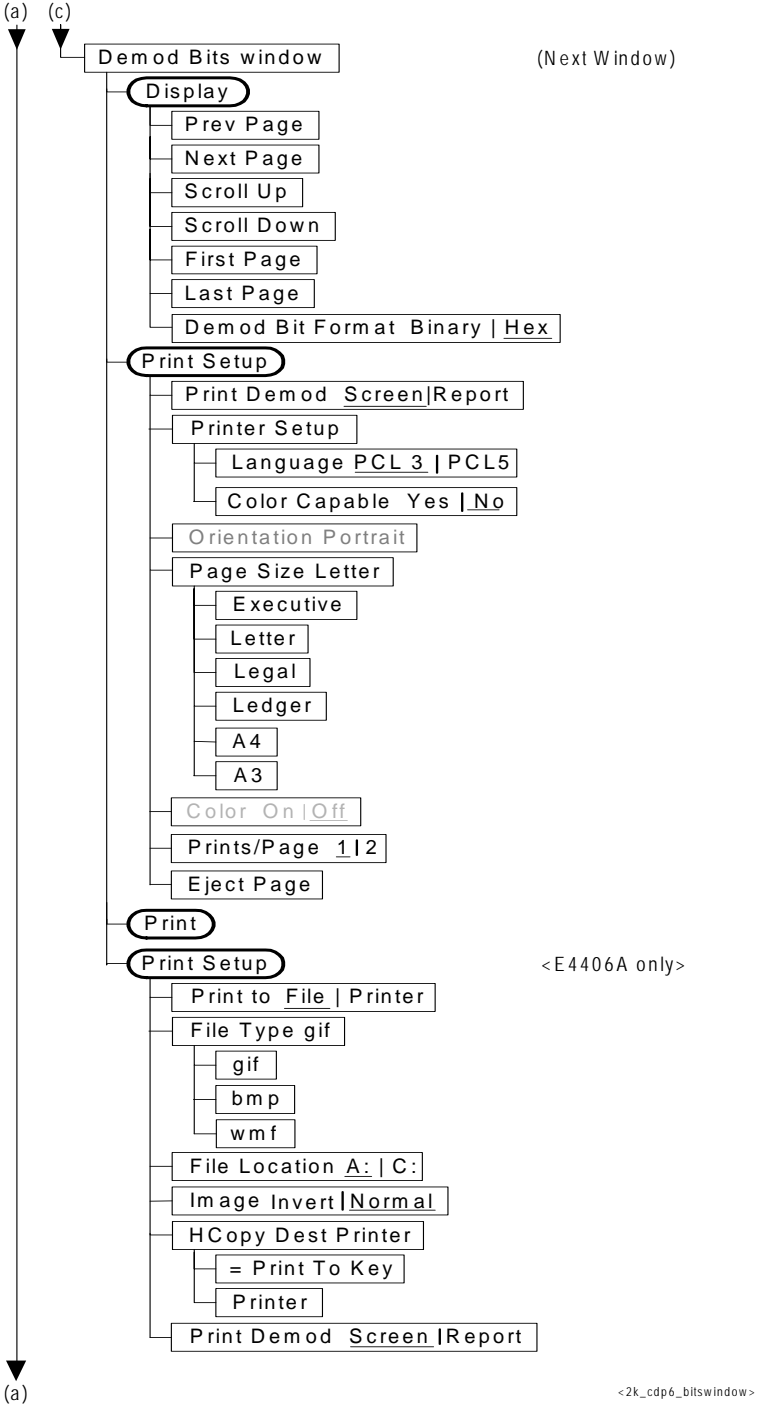 (a) (c)
Demod Bits window (Next Window)
Display
Prev Page
Next Page
Scroll Up
Scroll Down
First Page
Last Page
Demod Bit Format Binary | Hex
Print Setup
Print Demod Screen|Report
Printer Setup
Language PCL 3 | PCL5
Color Capable Yes | No
Orientation Portrait
Page Size Letter
Executive
Letter
Legal
Ledger
A4
A3
Color On|Off
Prints/Page 1|2
Eject Page
Print
Print Setup <E4406A only>
Print to File | Printer
File Type gif
gif
bmp
wmf
File Location A: | C:
Image Invert|Normal
HCopy Dest Printer
= Print To Key
Printer
Print Demod Screen |Report
(a) <2k_cdp6_bitswindow>